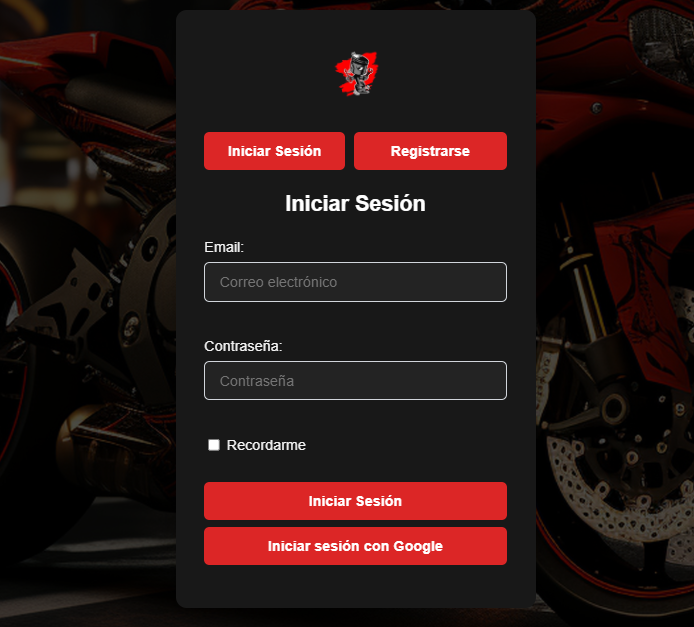 Iniciar Sesión
Registrarse
Iniciar Sesión
Email:
Correo electrónico
Contraseña:
Contraseña
Recordarme
Iniciar Sesión
Iniciar sesión con Google